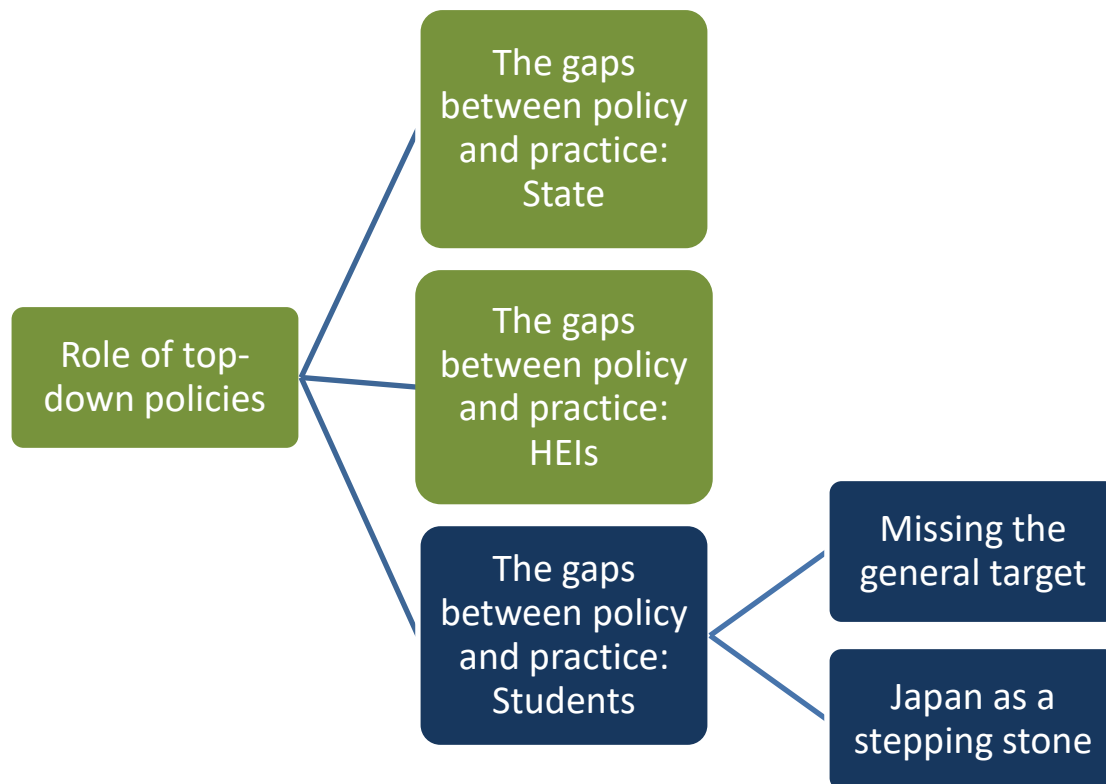 The gaps
between policy
and practice:
State
Role of top-
down policies
The gaps
between policy
and practice:
HEIs
The gaps
between policy
and practice:
Students
Missing the
general target
Japan as a
stepping stone